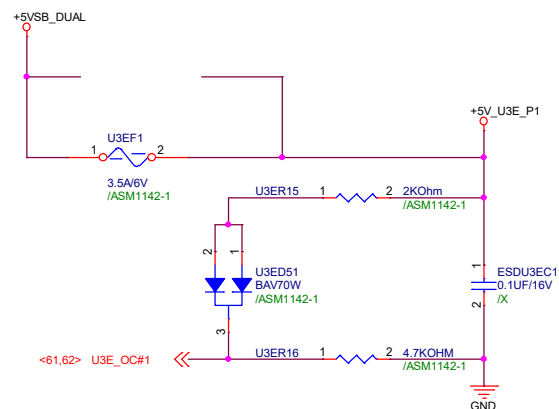 +5VSB_DUAL
+5V_U3E_P1
U3EF1
1 2
3.5A/6V
/ASM1142-1
U3ER15 1 2 2KOhm
/ASM1142-1
2 1 U3ED51
BAV70W
/ASM1142-1
3
1 ESDU3EC1
0.1UF/16V
2 /X
<61,62> U3E_OC#1
U3ER16 1 2 4.7KOHM
/ASM1142-1
GND